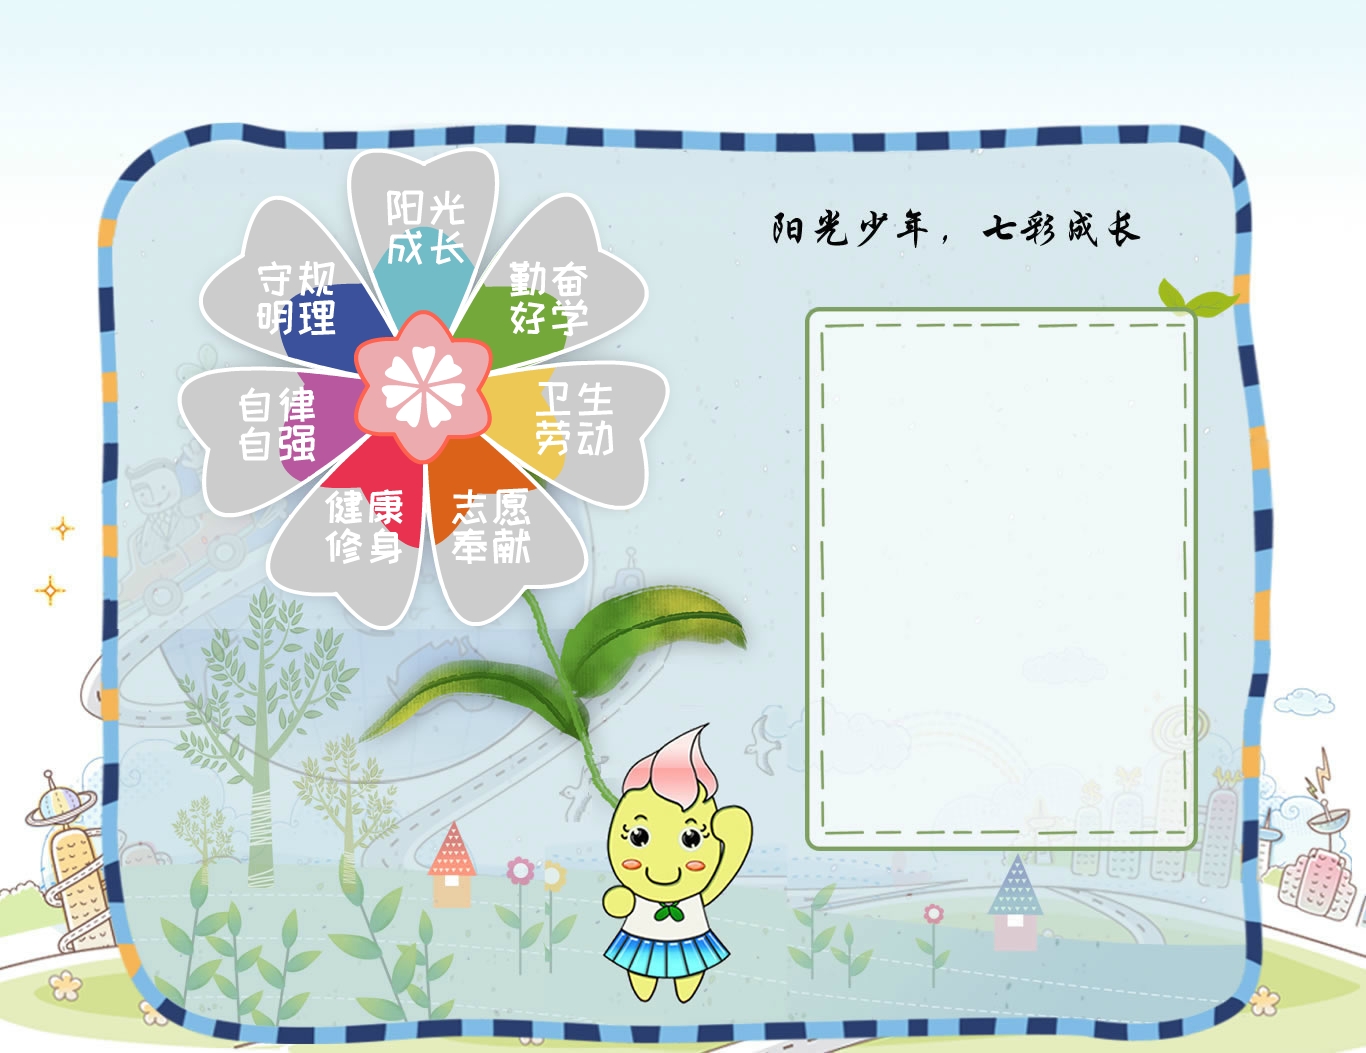 阳光
成长
守规
明理
勤奋
好学
自律
自强
卫生
劳动
健康
修身
志愿
奉献
阳光少年，七彩成长